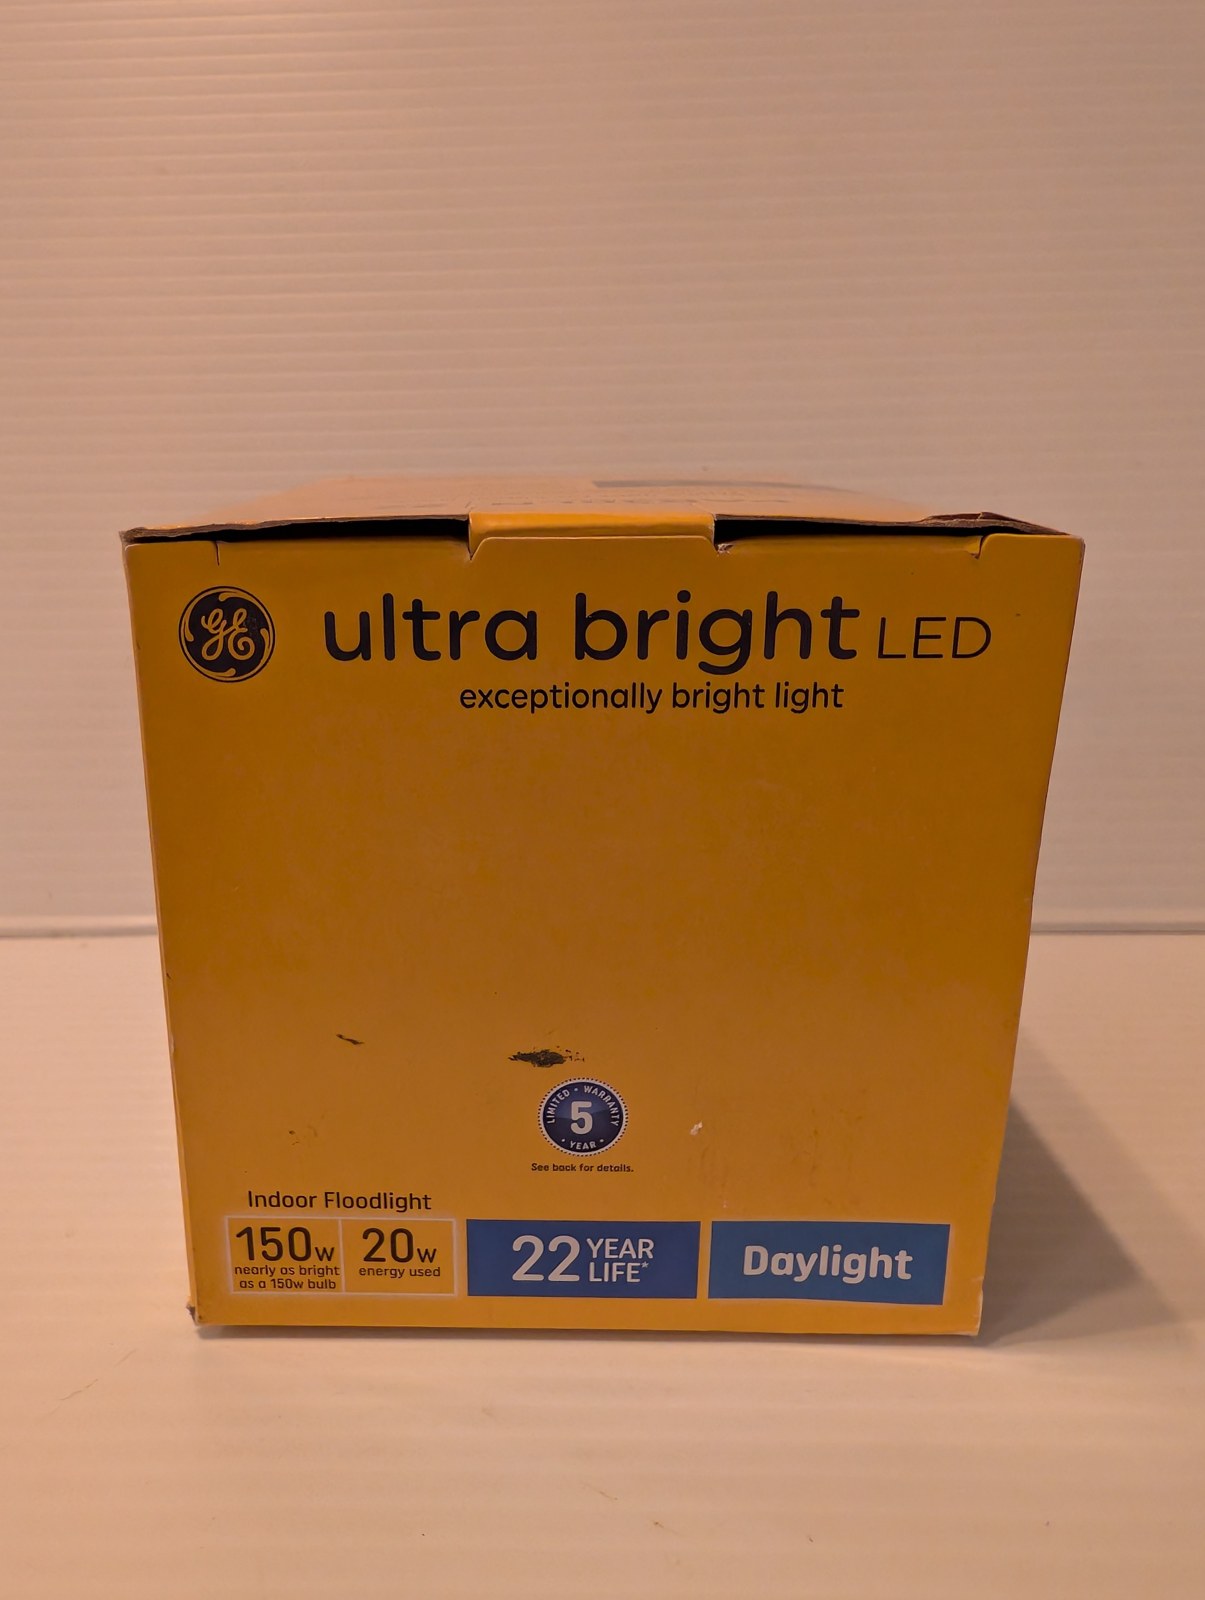 GE
ultra bright LED
exceptionally bright light
LIMITED • WARRANTY
5
• YEAR •
See back for details.
Indoor Floodlight
150w
nearly as bright
as a 150w bulb
20w
energy used
22 YEAR
LIFE*
Daylight